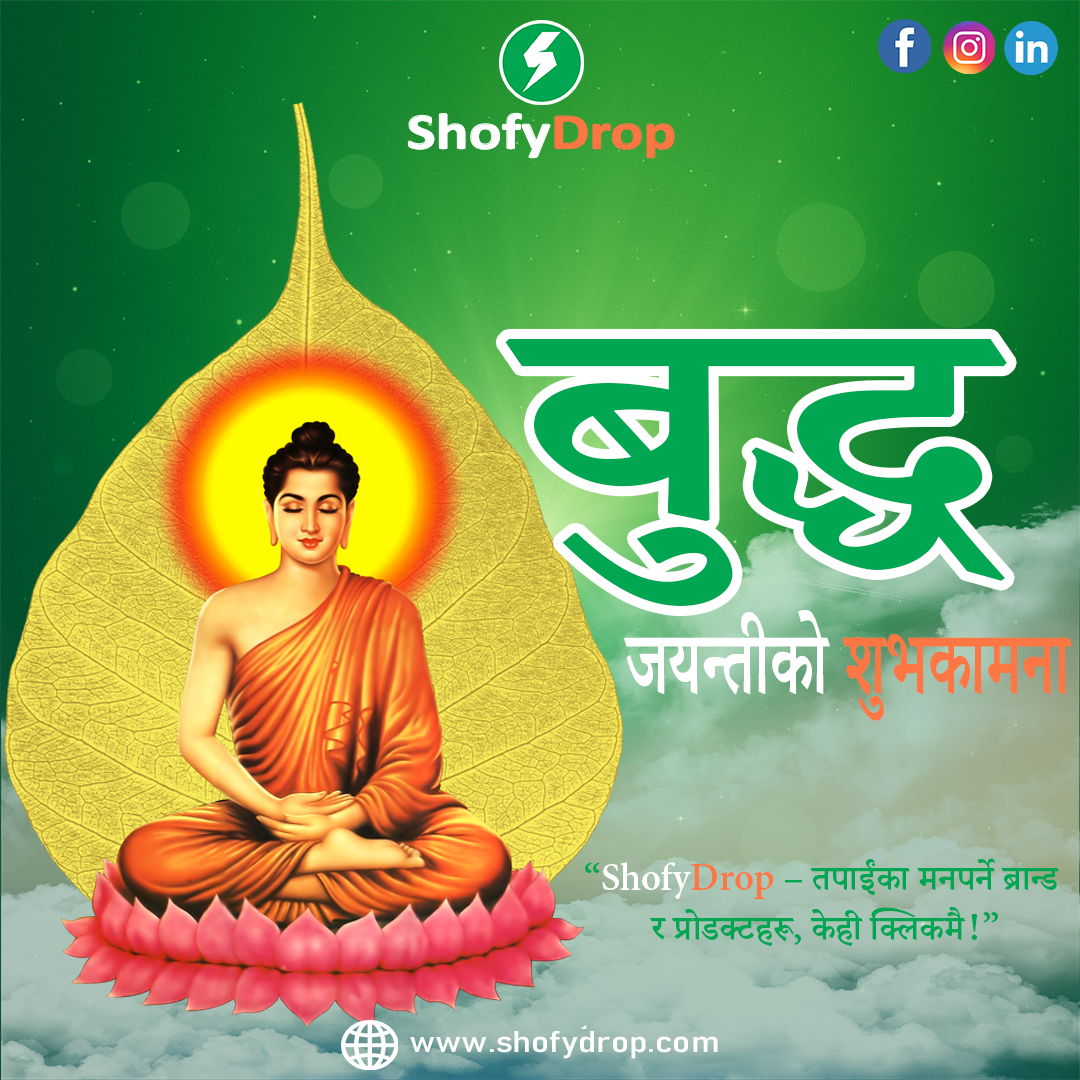 ShofyDrop
बुद्ध
जयन्तीको शुभकामना
“ShofyDrop – तपाईंका मनपर्ने ब्रान्ड
र प्रोडक्टहरू, केही क्लिकमै!”
www.shofydrop.com